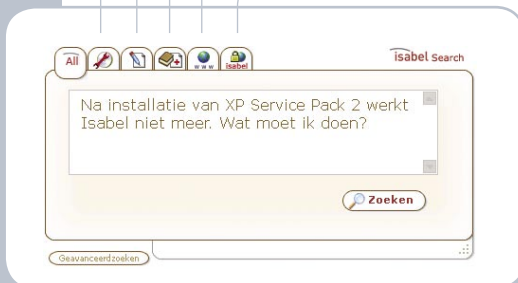 All
www
isabel
isabel Search
Na installatie van XP Service Pack 2 werkt
Isabel niet meer. Wat moet ik doen?
Zoeken
Geavanceerdzoeken